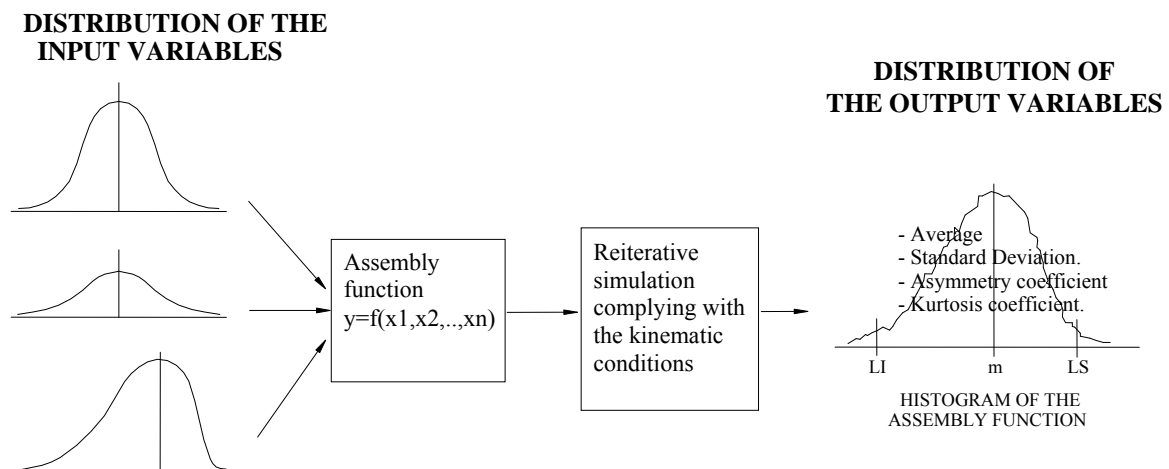 DISTRIBUTION OF THE
INPUT VARIABLES
Assembly
function
y=f(x1,x2,..,xn)
Reiterative
simulation
complying with
the kinematic
conditions
DISTRIBUTION OF
THE OUTPUT VARIABLES
- Average
- Standard Deviation.
- Asymmetry coefficient
- Kurtosis coefficient.
LI m LS
HISTOGRAM OF THE
ASSEMBLY FUNCTION